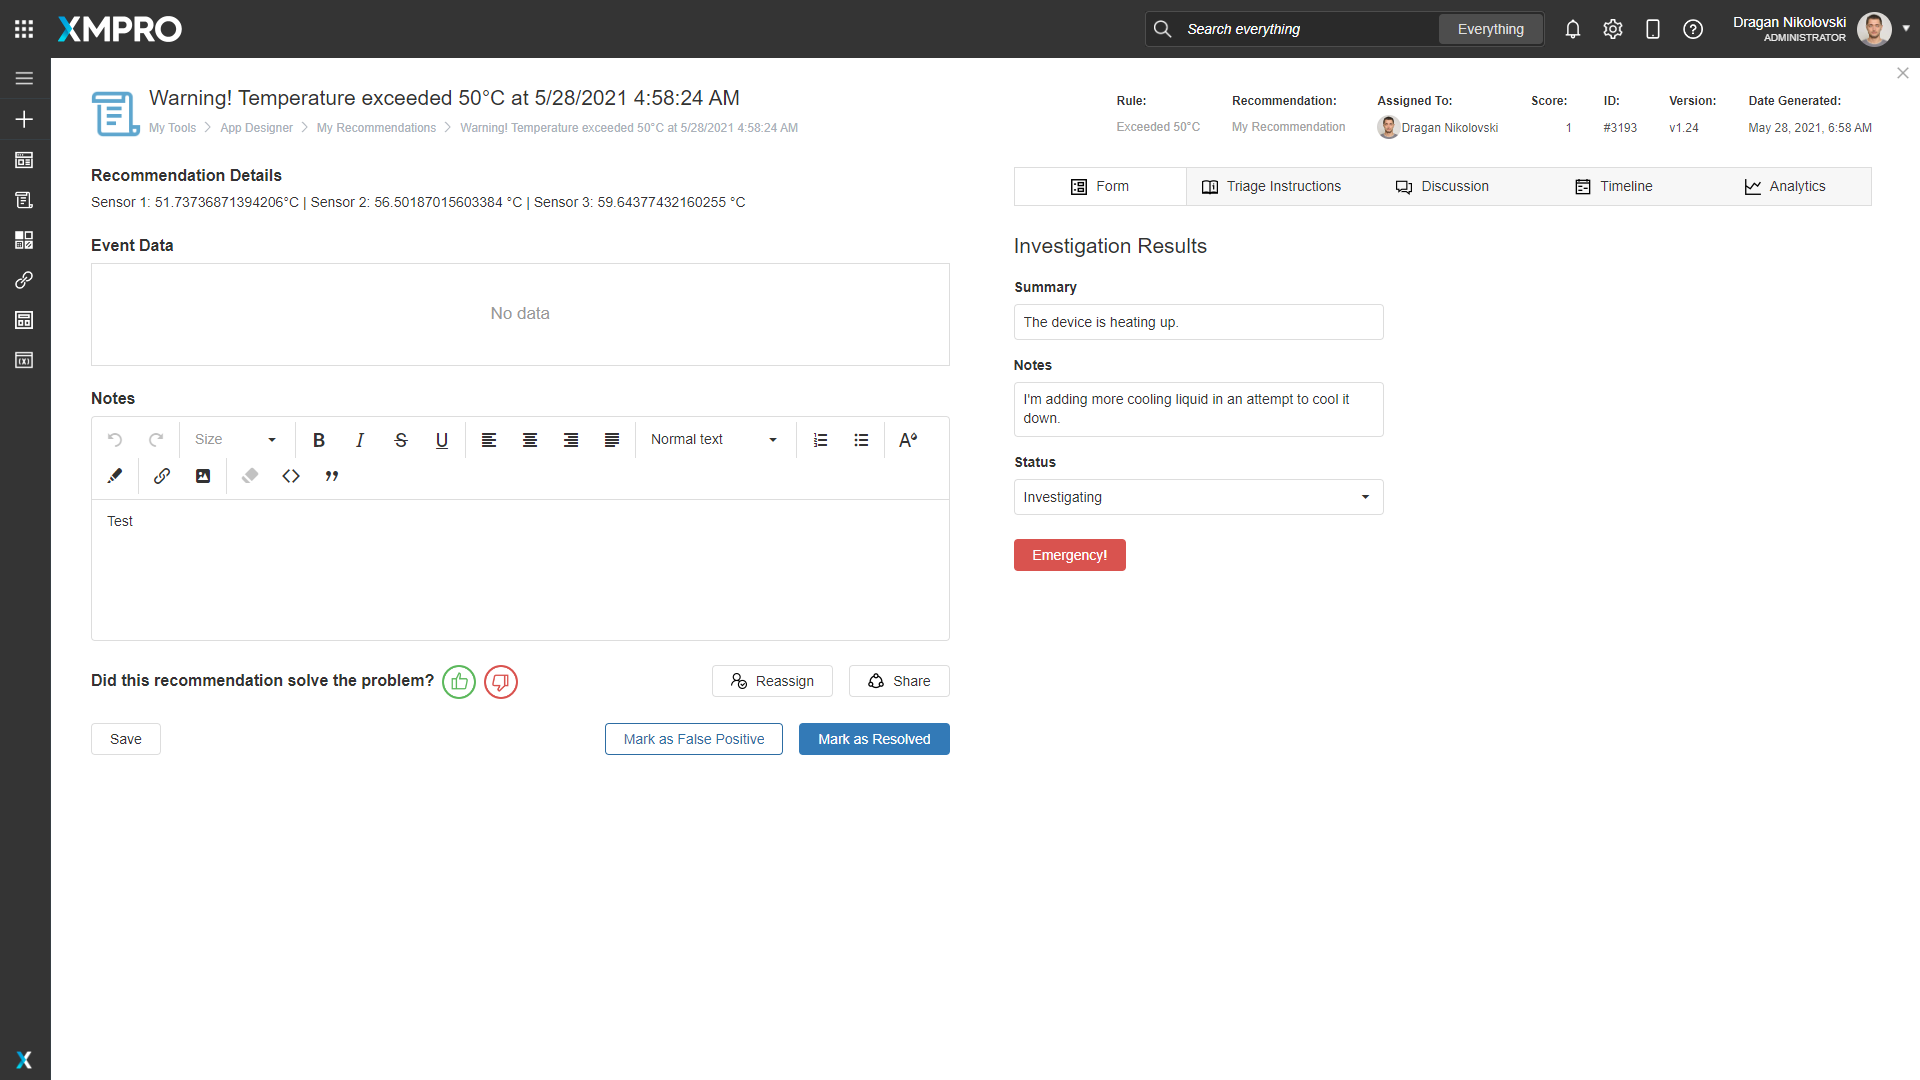 XMPRO
Search everything
Everything
Dragan Nikolovski
ADMINISTRATOR
Warning! Temperature exceeded 50°C at 5/28/2021 4:58:24 AM
My Tools
App Designer
My Recommendations
Warning! Temperature exceeded 50°C at 5/28/2021 4:58:24 AM
Rule:
Exceeded 50°C
Recommendation:
My Recommendation
Assigned To:
Dragan Nikolovski
Score:
1
ID:
#3193
Version:
v1.24
Date Generated:
May 28, 2021, 6:58 AM
Recommendation Details
Sensor 1: 51.73736871394206°C | Sensor 2: 56.50187015603384 °C | Sensor 3: 59.64377432160255 °C
Event Data
No data
Notes
Size
B I S U
Normal text
Test
Did this recommendation solve the problem?
Reassign
Share
Save
Mark as False Positive
Mark as Resolved
Form
Triage Instructions
Discussion
Timeline
Analytics
Investigation Results
Summary
The device is heating up.
Notes
I'm adding more cooling liquid in an attempt to cool it
down.
Status
Investigating
Emergency!